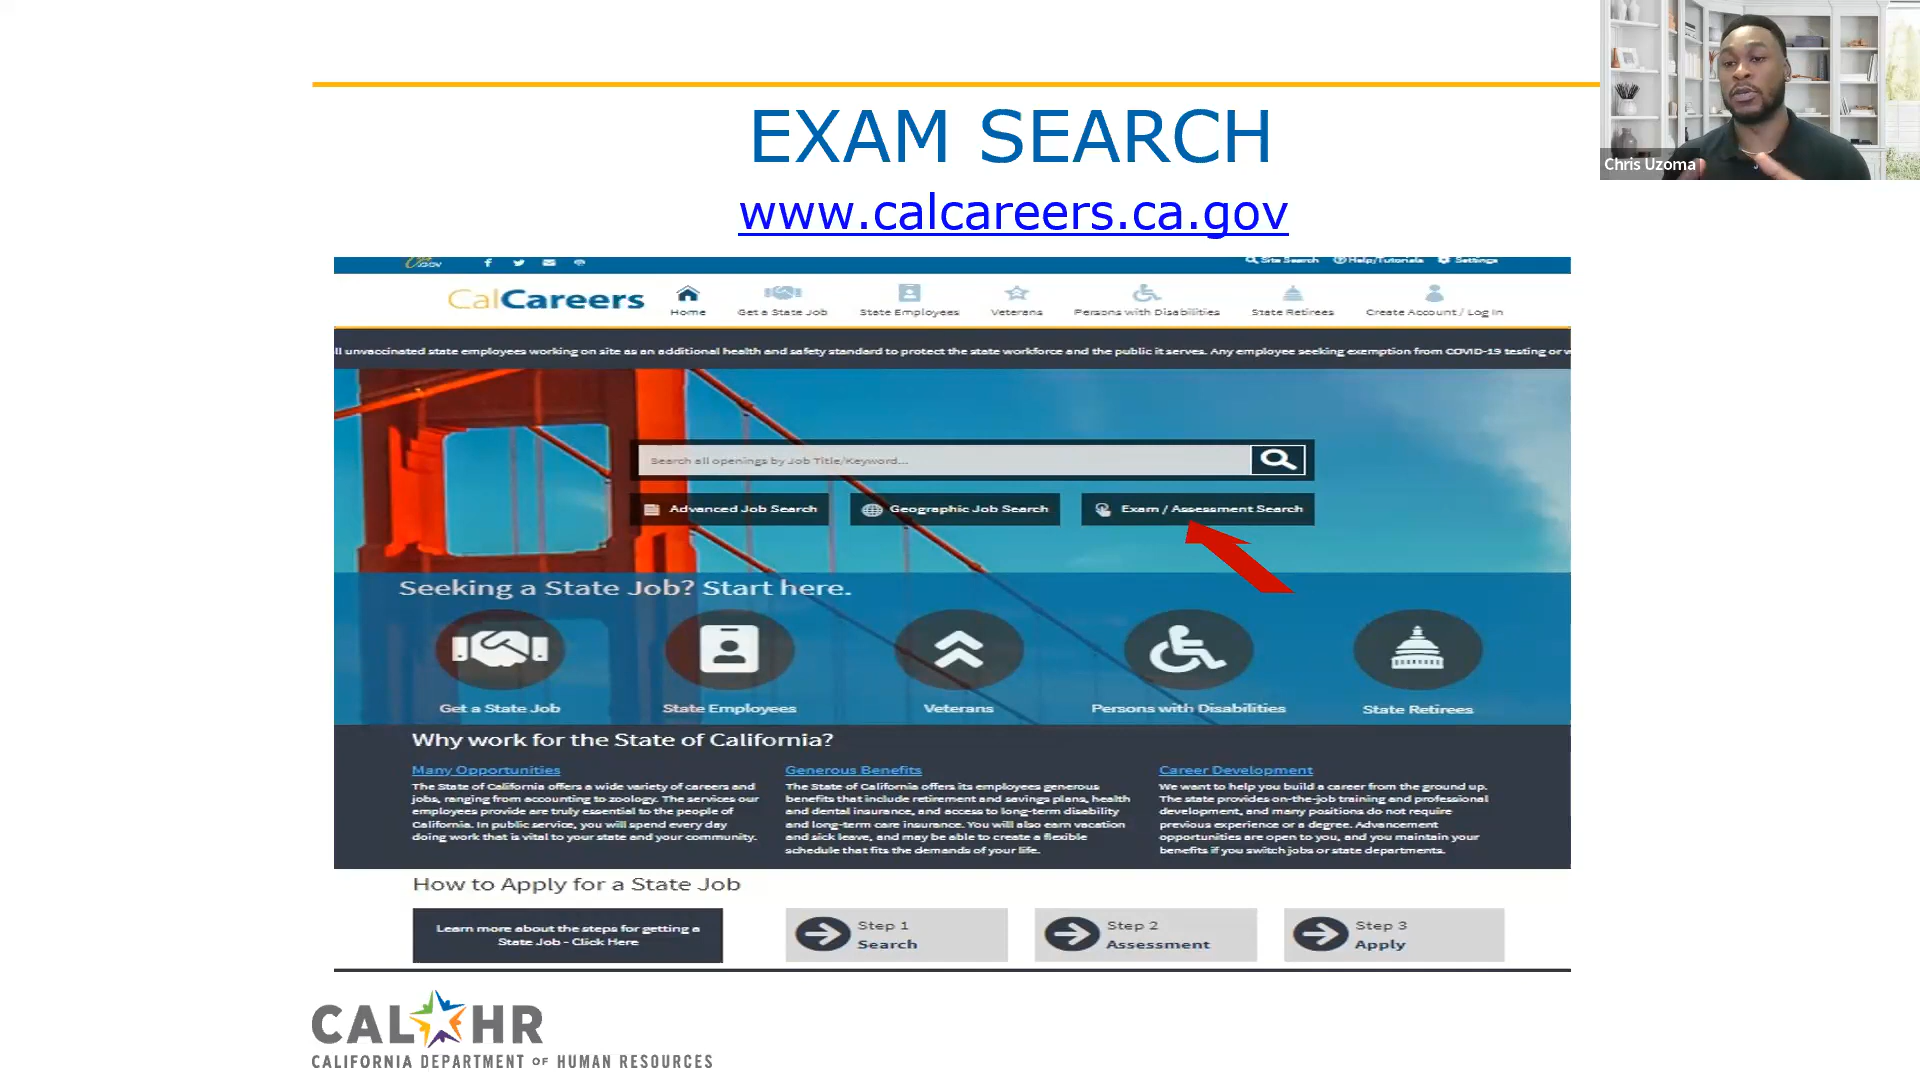 EXAM SEARCH
www.calcareers.ca.gov
Chris Uzoma
.GOV
Site Search Help/Tutorials Settings
CalCareers
Home Get a State Job State Employees Veterans Persons with Disabilities State Retirees Create Account / Log In
ll unvaccinated state employees working on site as an additional health and safety standard to protect the state workforce and the public it serves. Any employee seeking exemption from COVID-19 testing or w
Search all openings by Job Title/Keyword...
Advanced Job Search Geographic Job Search Exam / Assessment Search
Seeking a State Job? Start here.
Get a State Job State Employees Veterans Persons with Disabilities State Retirees
Why work for the State of California?
Many Opportunities
The State of California offers a wide variety of careers and
jobs, ranging from accounting to zoology. The services our
employees provide are truly essential to the people of
California. In public service, you will spend every day
doing work that is vital to your state and your community.
Generous Benefits
The State of California offers its employees generous
benefits that include retirement and savings plans, health
and dental insurance, and access to long-term disability
and long-term care insurance. You will also earn vacation
and sick leave, and may be able to create a flexible
schedule that fits the demands of your life.
Career Development
We want to help you build a career from the ground up.
The state provides on-the-job training and professional
development, and many positions do not require
previous experience or a degree. Advancement
opportunities are open to you, and you maintain your
benefits if you switch jobs or state departments.
How to Apply for a State Job
Learn more about the steps for getting a
State Job - Click Here
Step 1
Search
Step 2
Assessment
Step 3
Apply
CAL HR
CALIFORNIA DEPARTMENT OF HUMAN RESOURCES